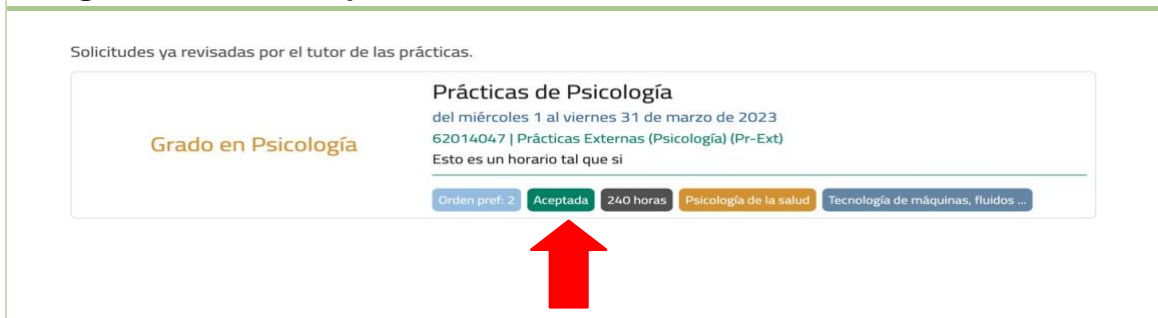 Solicitudes ya revisadas por el tutor de las prácticas.
Grado en Psicología
Prácticas de Psicología
del miércoles 1 al viernes 31 de marzo de 2023
62014047 | Prácticas Externas (Psicología) (Pr-Ext)
Esto es un horario tal que si
Orden pref: 2 Aceptada 240 horas Psicología de la salud Tecnología de máquinas, fluidos ...